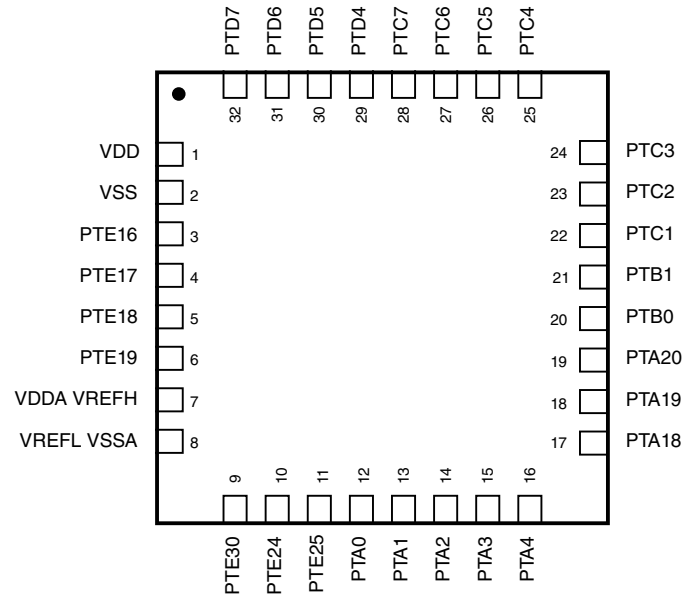 PTD7 PTD6 PTD5 PTD4 PTC7 PTC6 PTC5 PTC4
32 31 30 29 28 27 26 25
VDD 1
VSS 2
PTE16 3
PTE17 4
PTE18 5
PTE19 6
VDDA VREFH 7
VREFL VSSA 8
24 PTC3
23 PTC2
22 PTC1
21 PTB1
20 PTB0
19 PTA20
18 PTA19
17 PTA18
9 10 11 12 13 14 15 16
PTE30 PTE24 PTE25 PTA0 PTA1 PTA2 PTA3 PTA4